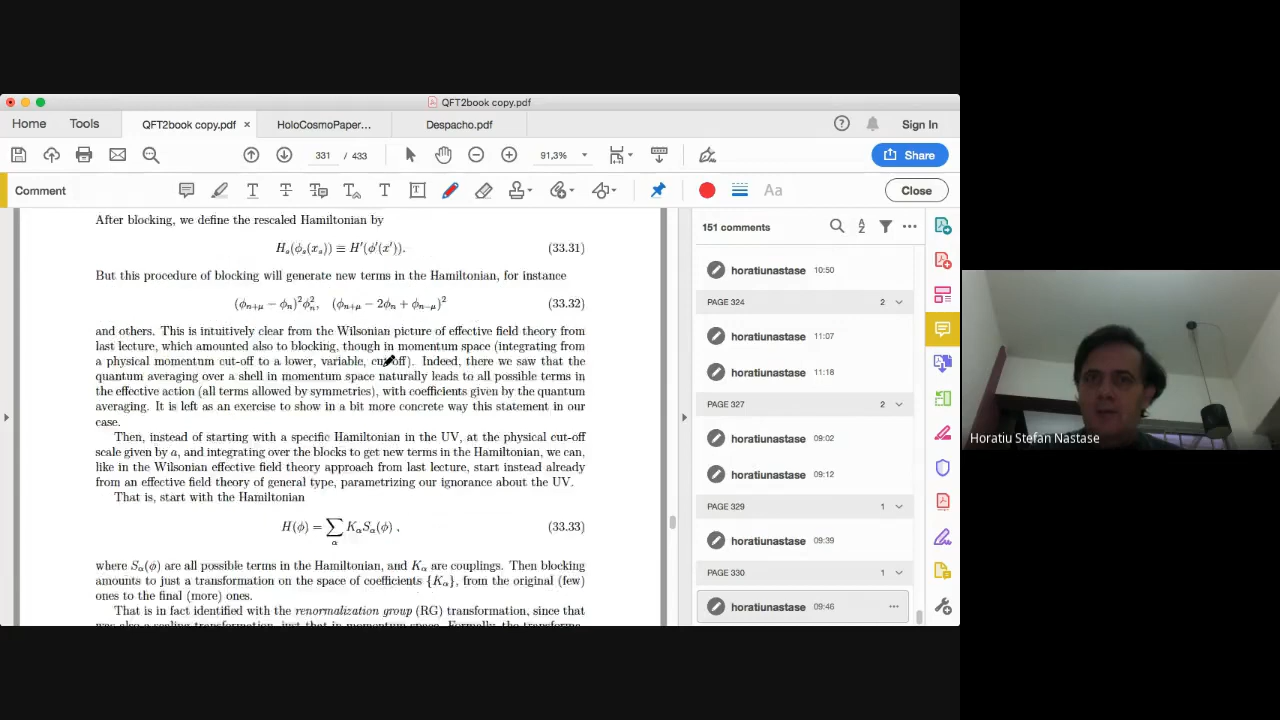 QFT2book copy.pdf
Home Tools QFT2book copy.pdf × HoloCosmoPaper... Despacho.pdf Sign In
331 / 433 91,3% Share
Comment Aa Close
After blocking, we define the rescaled Hamiltonian by
H_s(ϕ_s(x_s)) ≡ H′(ϕ′(x′)). (33.31)
But this procedure of blocking will generate new terms in the Hamiltonian, for instance
(ϕ_{n+μ} − ϕ_n)²ϕ_n², (ϕ_{n+μ} − 2ϕ_n + ϕ_{n−μ})² (33.32)
and others. This is intuitively clear from the Wilsonian picture of effective field theory from
last lecture, which amounted also to blocking, though in momentum space (integrating from
a physical momentum cut-off to a lower, variable, cut-off). Indeed, there we saw that the
quantum averaging over a shell in momentum space naturally leads to all possible terms in
the effective action (all terms allowed by symmetries), with coefficients given by the quantum
averaging. It is left as an exercise to show in a bit more concrete way this statement in our
case.
Then, instead of starting with a specific Hamiltonian in the UV, at the physical cut-off
scale given by a, and integrating over the blocks to get new terms in the Hamiltonian, we can,
like in the Wilsonian effective field theory approach from last lecture, start instead already
from an effective field theory of general type, parametrizing our ignorance about the UV.
That is, start with the Hamiltonian
H(ϕ) = ∑_α K_α S_α(ϕ) , (33.33)
where S_α(ϕ) are all possible terms in the Hamiltonian, and K_α are couplings. Then blocking
amounts to just a transformation on the space of coefficients {K_α}, from the original (few)
ones to the final (more) ones.
That is in fact identified with the renormalization group (RG) transformation, since that
was also a scaling transformation, just that in momentum space. Formally, the transforma-
151 comments
horatiunastase 10:50
PAGE 324 2
horatiunastase 11:07
horatiunastase 11:18
PAGE 327 2
horatiunastase 09:02
horatiunastase 09:12
PAGE 329 1
horatiunastase 09:39
PAGE 330 1
horatiunastase 09:46
Horatiu Stefan Nastase